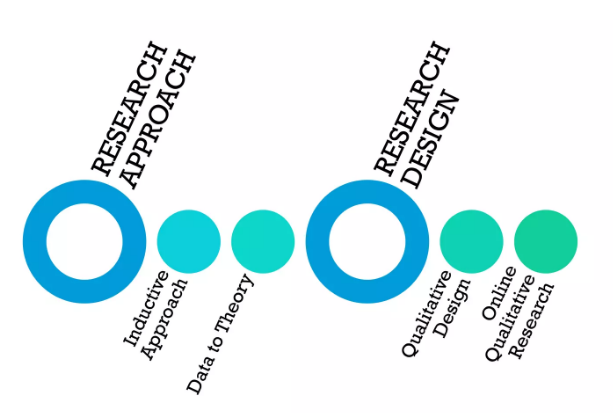 RESEARCH
APPROACH
Inductive
Approach
Data to Theory
RESEARCH
DESIGN
Qualitative
Design
Online
Qualitative
Research